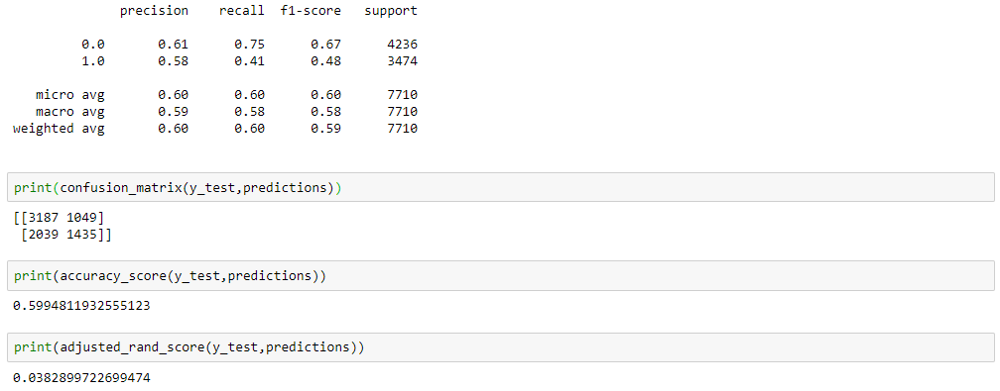 precision recall f1-score support
0.0 0.61 0.75 0.67 4236
1.0 0.58 0.41 0.48 3474
micro avg 0.60 0.60 0.60 7710
macro avg 0.59 0.58 0.58 7710
weighted avg 0.60 0.60 0.59 7710
print(confusion_matrix(y_test,predictions))
[[3187 1049]
[2039 1435]]
print(accuracy_score(y_test,predictions))
0.5994811932555123
print(adjusted_rand_score(y_test,predictions))
0.0382899722699474